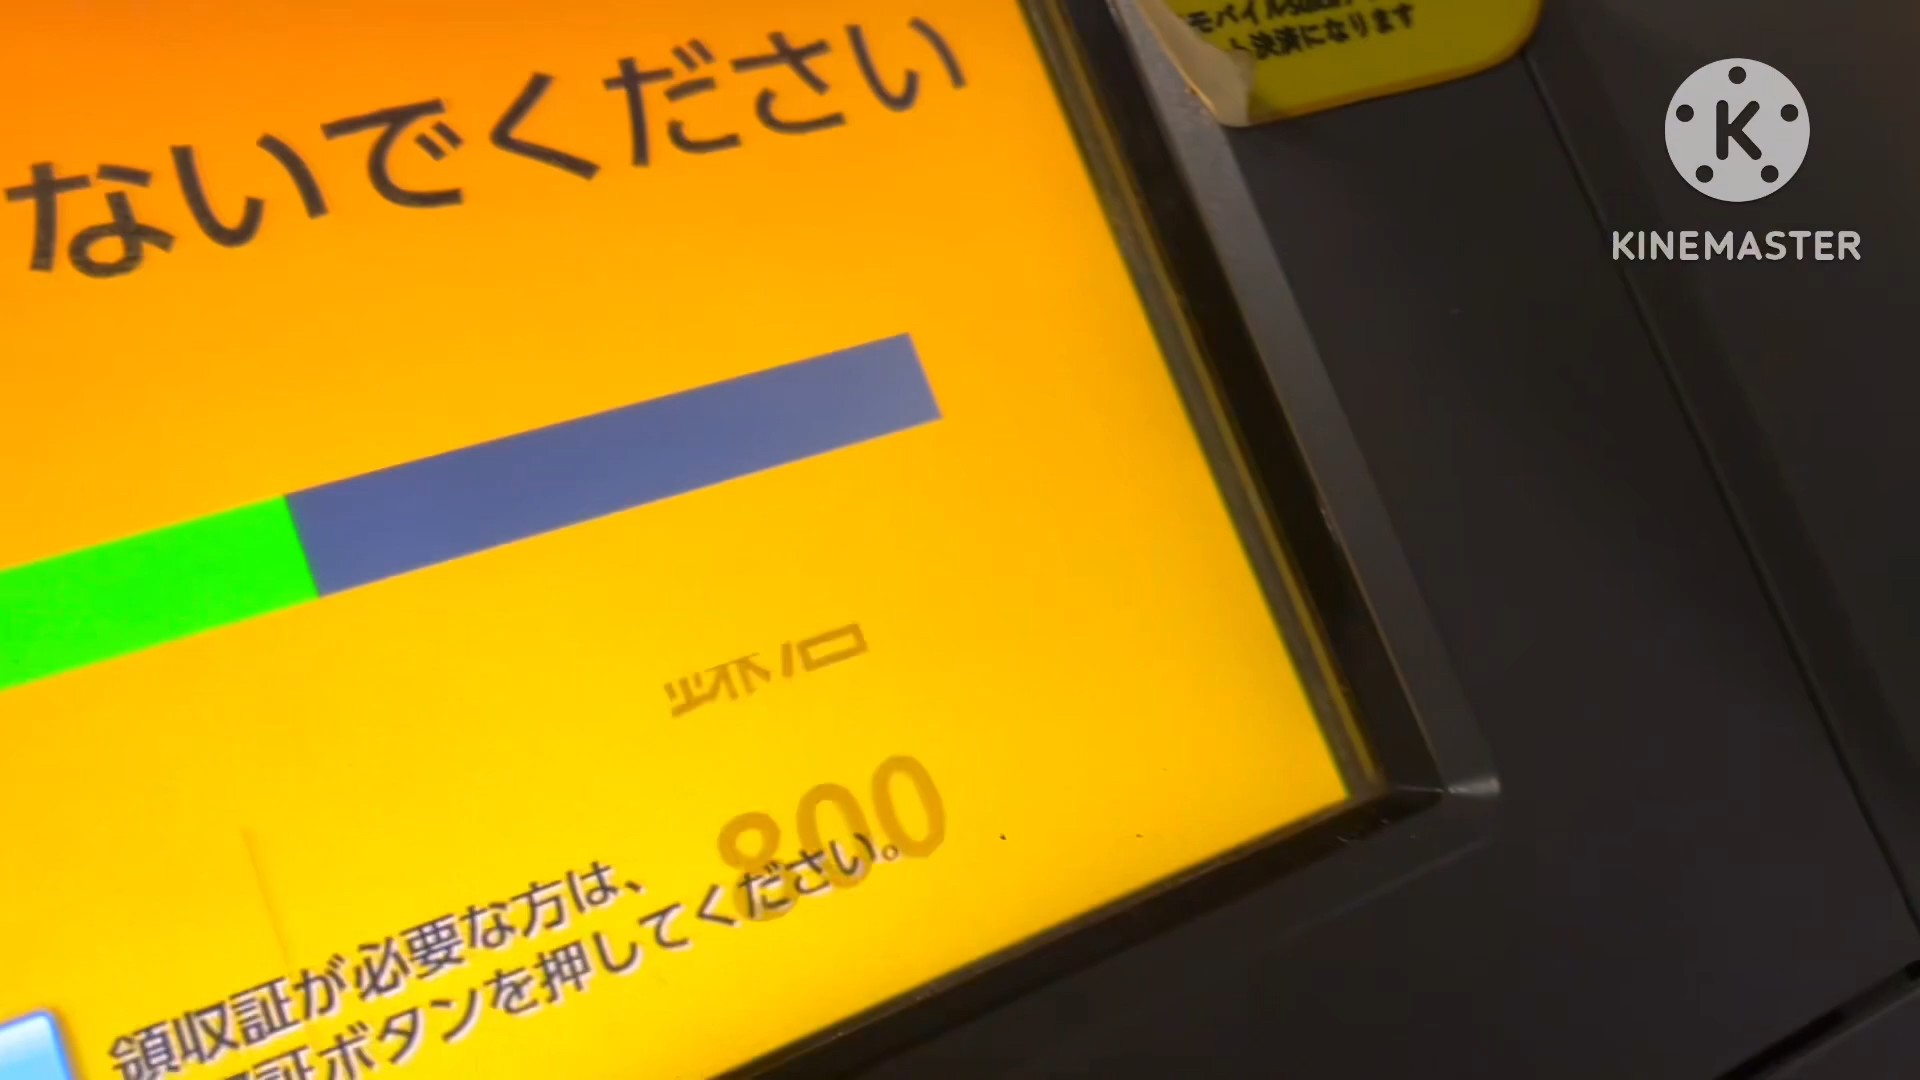 モバイルSuica
ト決済になります
KINEMASTER
ないでください
800
領収証が必要な方は、
証ボタンを押してください。